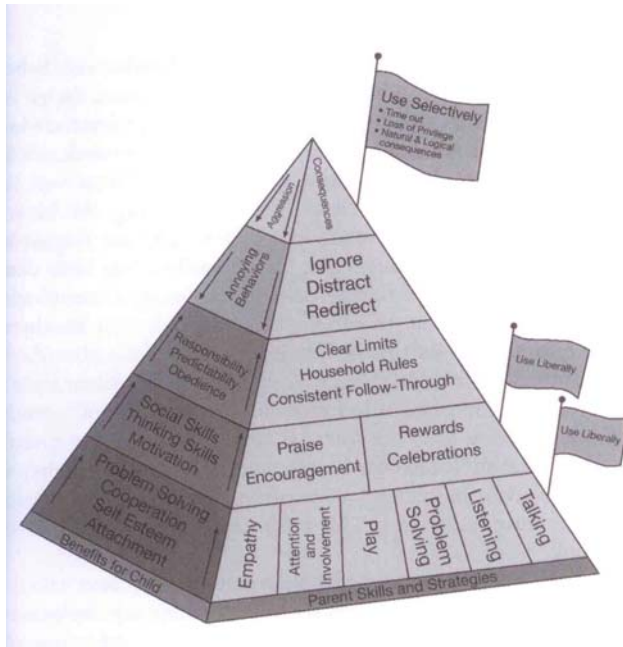 Use Selectively
• Time out
• Loss of Privilege
• Natural & Logical
consequences
Aggression
Consequences
Annoying
Behaviors
Ignore
Distract
Redirect
Responsibility
Predictability
Obedience
Clear Limits
Household Rules
Consistent Follow-Through
Use Liberally
Social Skills
Thinking Skills
Motivation
Praise
Encouragement
Rewards
Celebrations
Use Liberally
Problem Solving
Cooperation
Self Esteem
Attachment
Empathy
Attention
and
Involvement
Play
Problem
Solving
Listening
Talking
Benefits for Child
Parent Skills and Strategies